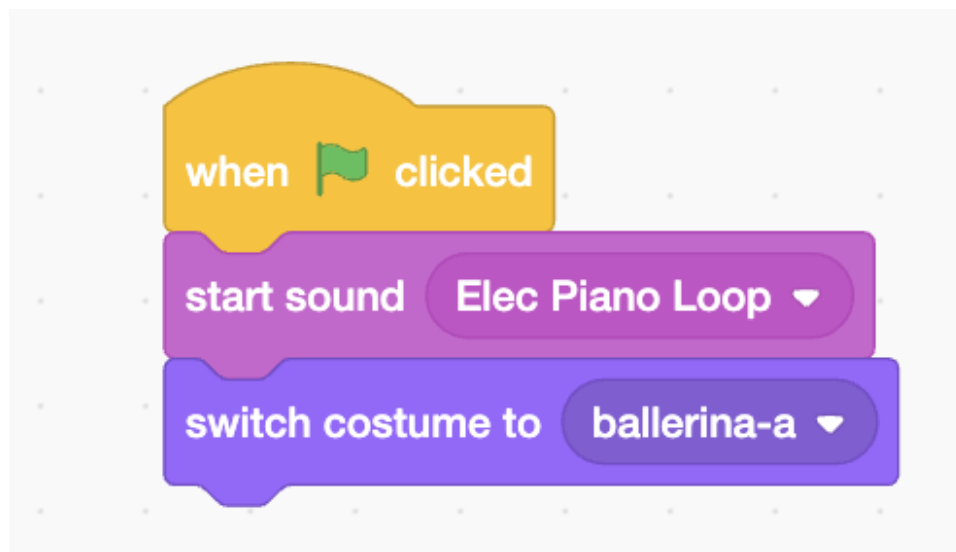 when clicked
start sound Elec Piano Loop
switch costume to ballerina-a